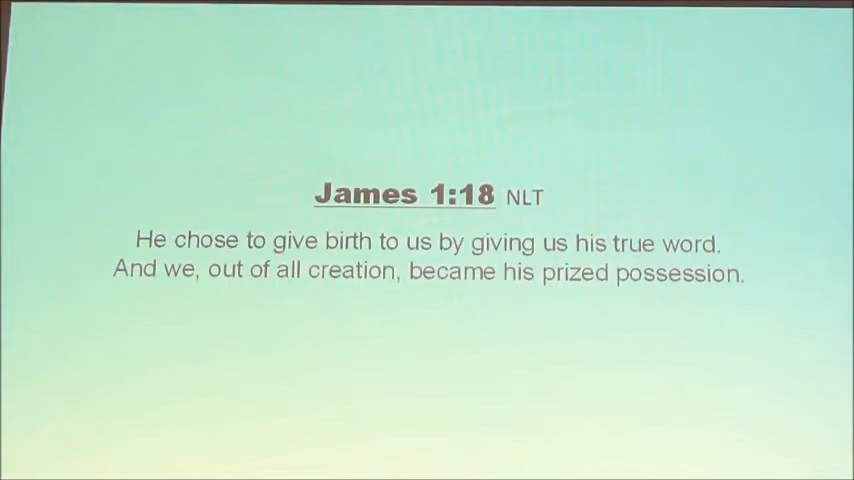 James 1:18 NLT
He chose to give birth to us by giving us his true word.
And we, out of all creation, became his prized possession.